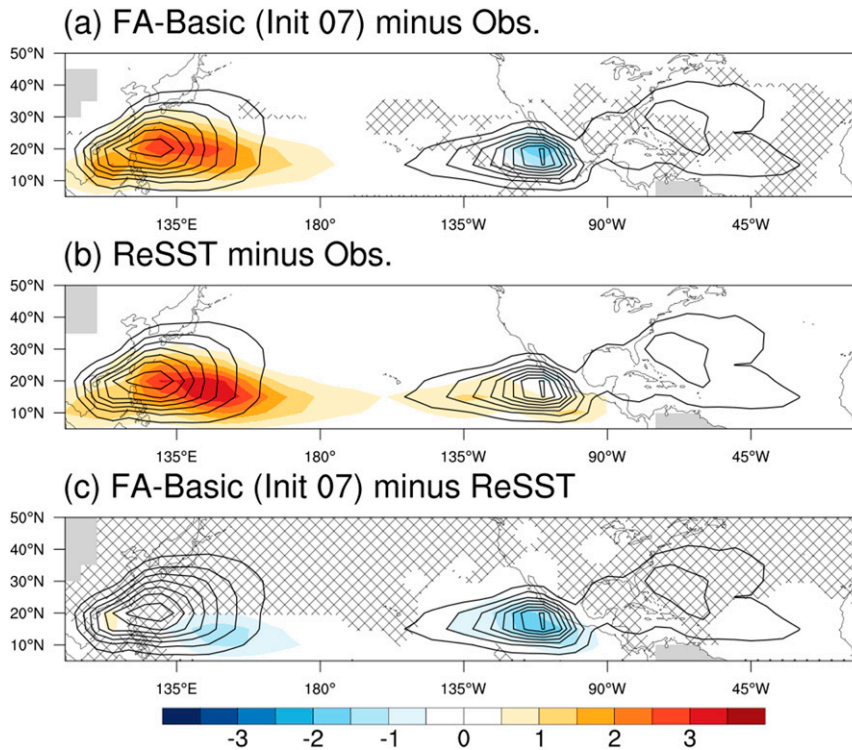 (a) FA-Basic (Init 07) minus Obs.
50°N
40°N
30°N
20°N
10°N
135°E 180° 135°W 90°W 45°W
(b) ReSST minus Obs.
50°N
40°N
30°N
20°N
10°N
135°E 180° 135°W 90°W 45°W
(c) FA-Basic (Init 07) minus ReSST
50°N
40°N
30°N
20°N
10°N
135°E 180° 135°W 90°W 45°W
-3 -2 -1 0 1 2 3